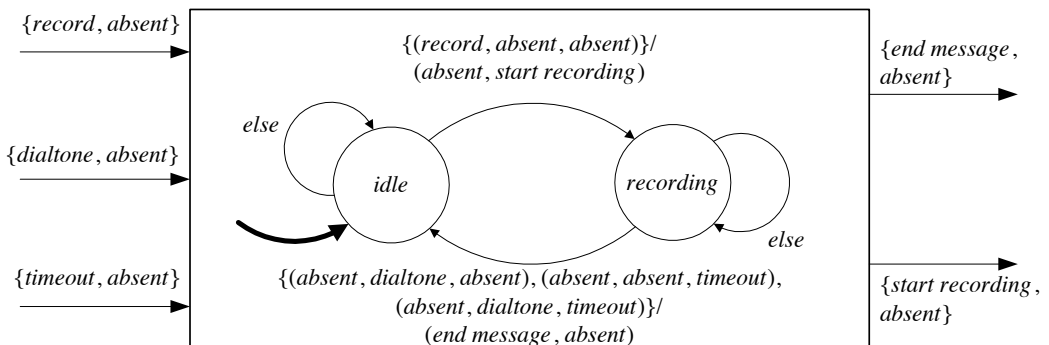 {record, absent}
{dialtone, absent}
{timeout, absent}
{(record, absent, absent)}/
(absent, start recording)
else
idle
recording
else
{(absent, dialtone, absent), (absent, absent, timeout),
(absent, dialtone, timeout)}/
(end message, absent)
{end message,
absent}
{start recording,
absent}